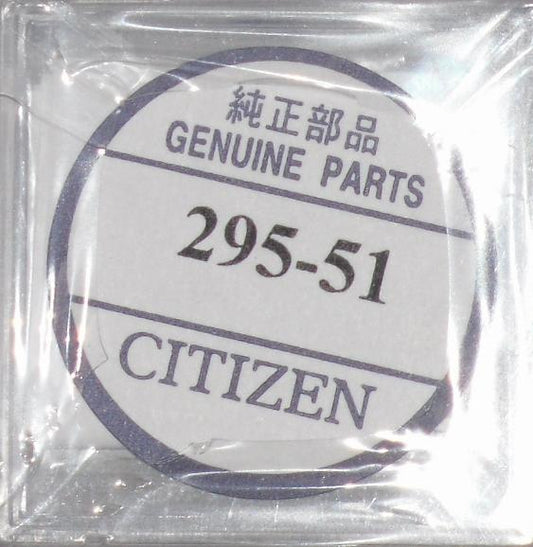 純正部品
GENUINE PARTS
295-51
CITIZEN